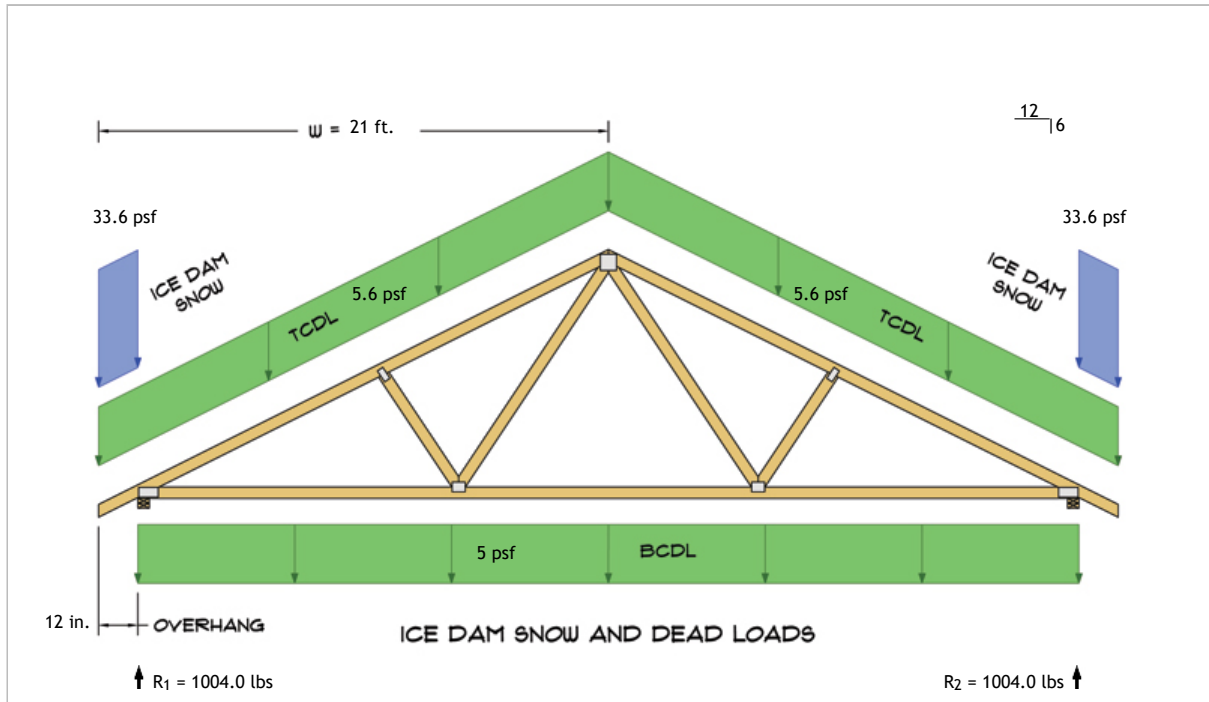 W = 21 ft.
12
6
33.6 psf
33.6 psf
ICE DAM
SNOW
ICE DAM
SNOW
5.6 psf
5.6 psf
TCDL
TCDL
5 psf
BCDL
12 in.
OVERHANG
ICE DAM SNOW AND DEAD LOADS
R1 = 1004.0 lbs
R2 = 1004.0 lbs